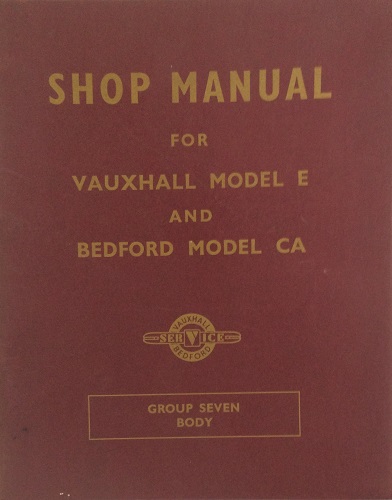 SHOP MANUAL
FOR
VAUXHALL MODEL E
AND
BEDFORD MODEL CA
VAUXHALL
SERVICE
BEDFORD
GROUP SEVEN
BODY